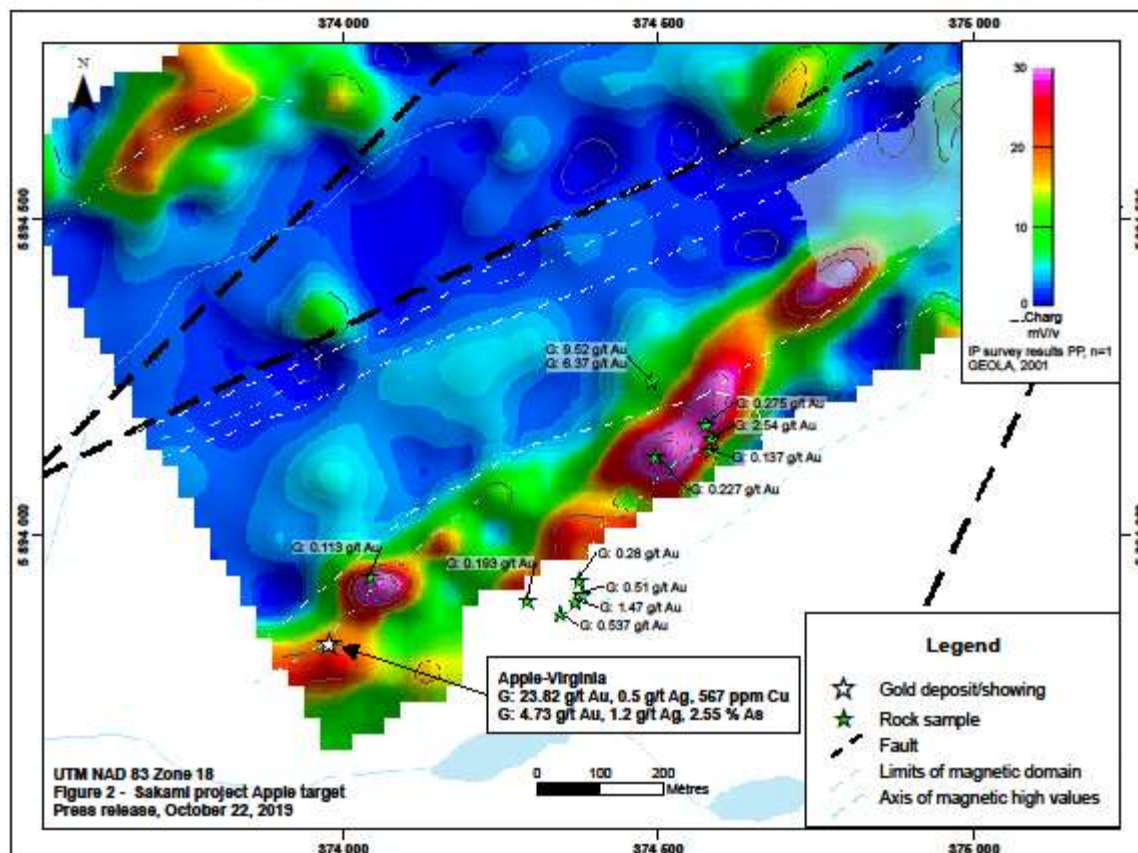 374 000
374 500
375 000
N
30
20
10
0
Charg
mV/v
IP survey results PP, n=1
GEOLA, 2001
5 894 500
G: 9.52 g/t Au
G: 6.37 g/t Au
G: 0.275 g/t Au
G: 2.54 g/t Au
G: 0.137 g/t Au
G: 0.227 g/t Au
5 894 000
G: 0.113 g/t Au
G: 0.193 g/t Au
G: 0.28 g/t Au
G: 0.51 g/t Au
G: 1.47 g/t Au
G: 0.537 g/t Au
Apple-Virginia
G: 23.82 g/t Au, 0.5 g/t Ag, 567 ppm Cu
G: 4.73 g/t Au, 1.2 g/t Ag, 2.55 % As
Legend
Gold deposit/showing
Rock sample
Fault
Limits of magnetic domain
Axis of magnetic high values
UTM NAD 83 Zone 18
Figure 2 - Sakami project Apple target
Press release, October 22, 2019
0 100 200
Mètres
374 000
374 500
375 000